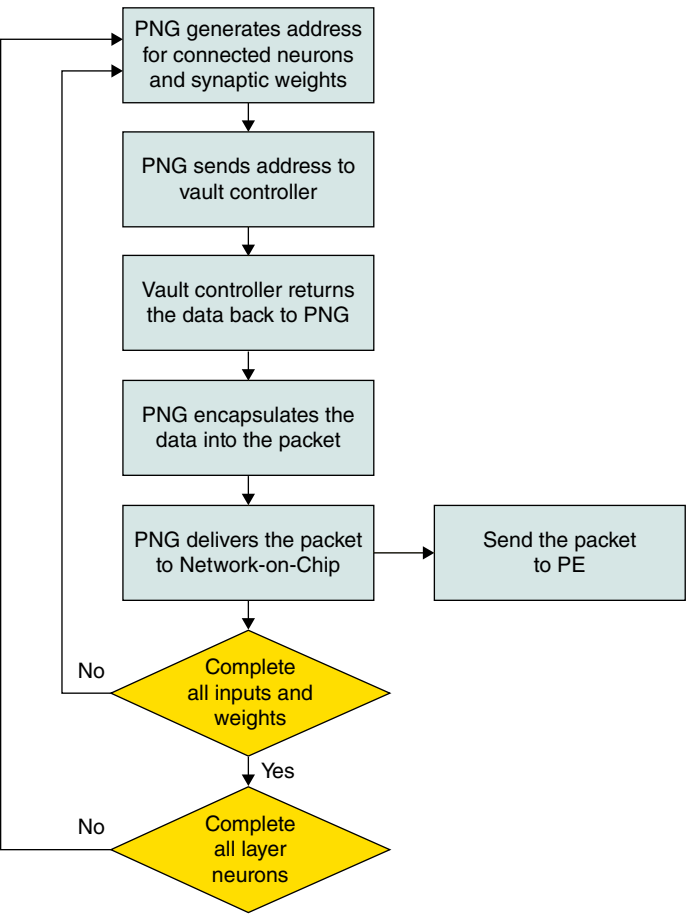 PNG generates address
for connected neurons
and synaptic weights
PNG sends address to
vault controller
Vault controller returns
the data back to PNG
PNG encapsulates the
data into the packet
PNG delivers the packet
to Network-on-Chip
Send the packet
to PE
No
Complete
all inputs and
weights
Yes
No
Complete
all layer
neurons